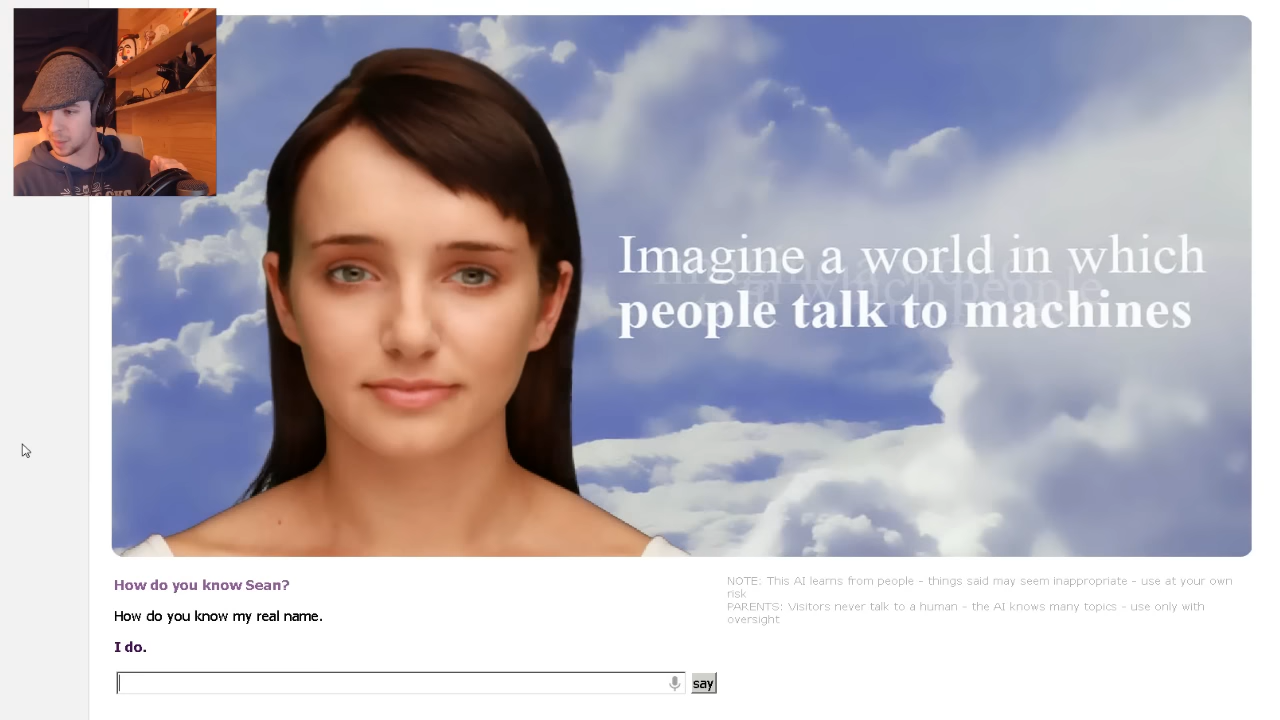 Imagine a world in which
people talk to machines
How do you know Sean?
How do you know my real name.
I do.
say
NOTE: This AI learns from people - things said may seem inappropriate - use at your own
risk
PARENTS: Visitors never talk to a human - the AI knows many topics - use only with
oversight